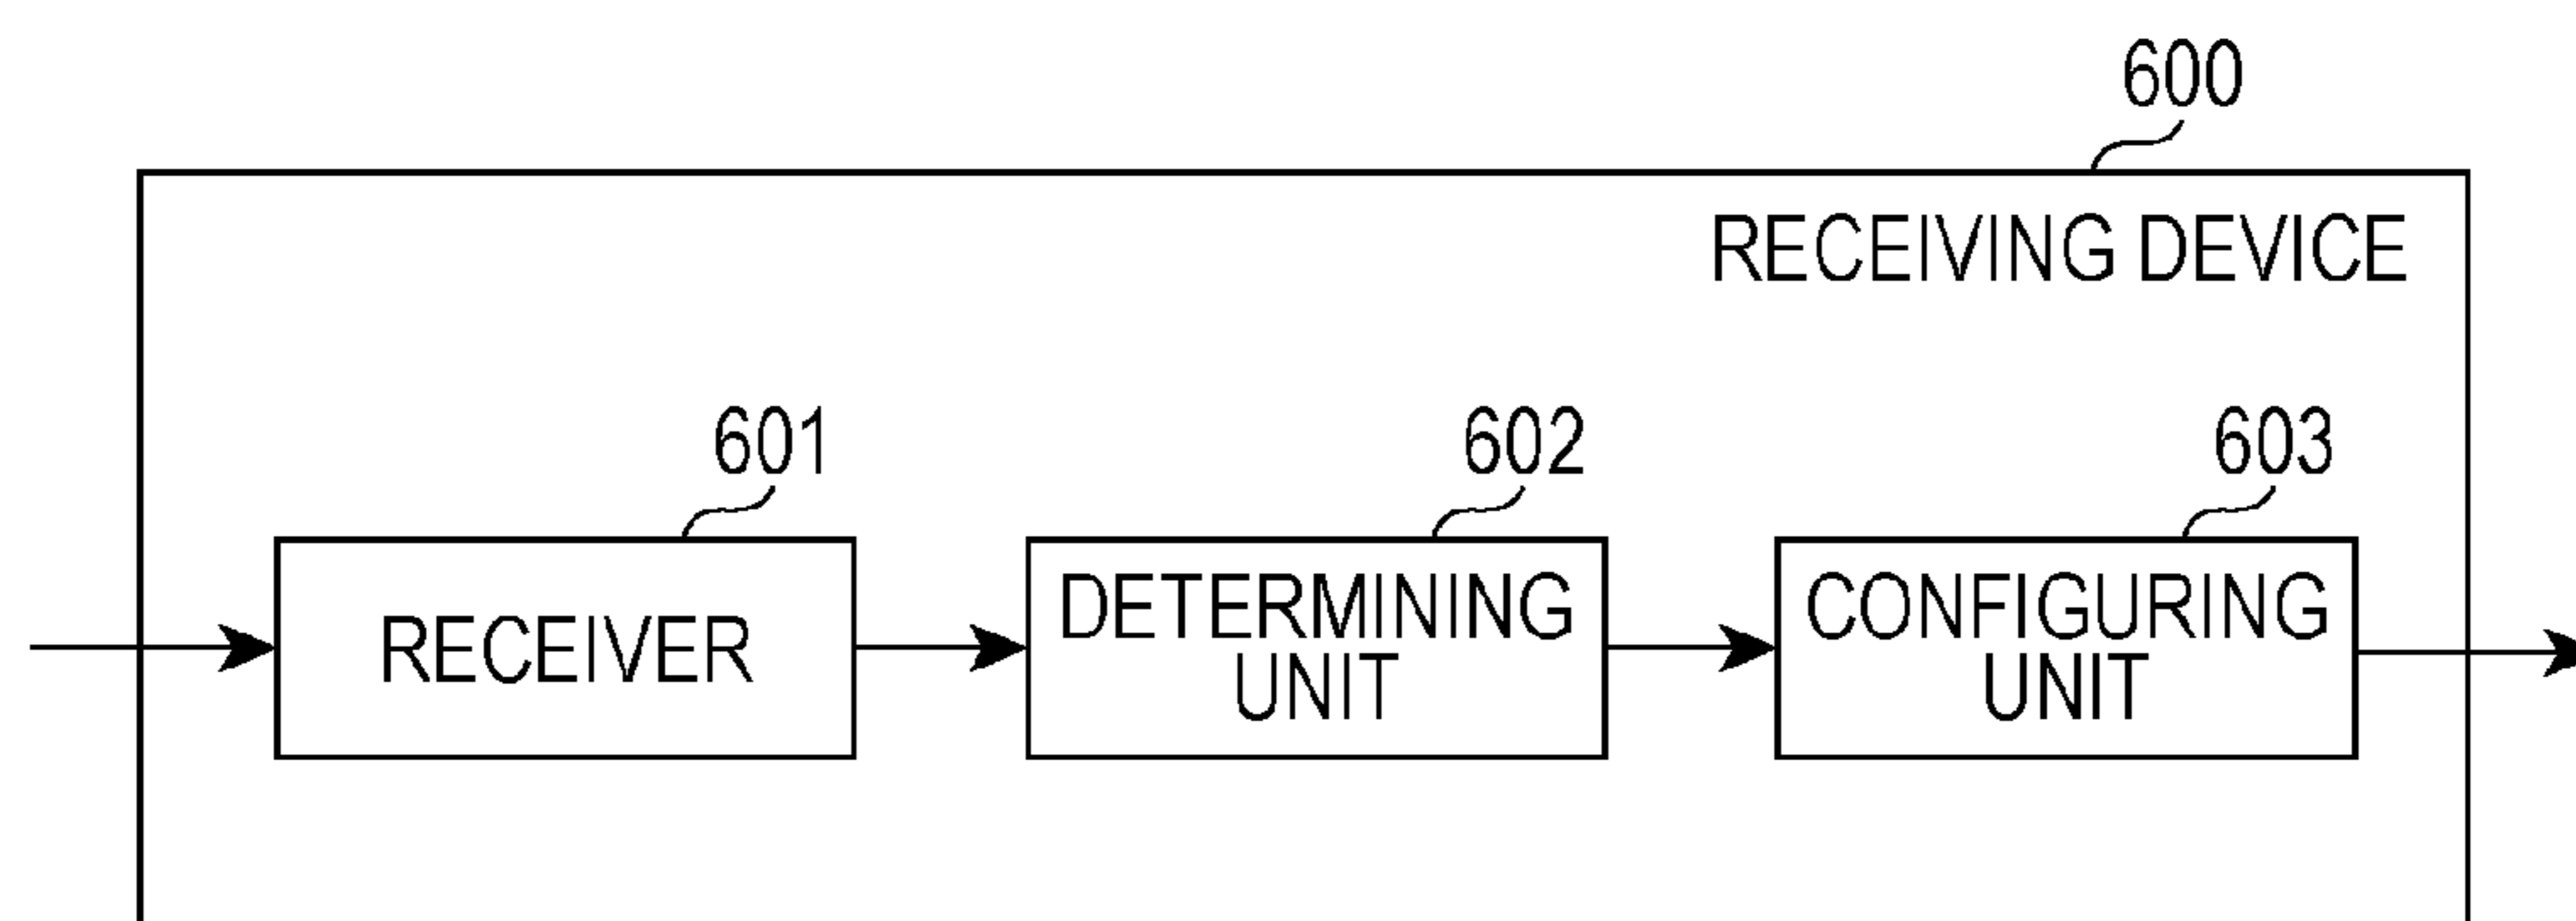 600
RECEIVING DEVICE
601
602
603
RECEIVER
DETERMINING
UNIT
CONFIGURING
UNIT